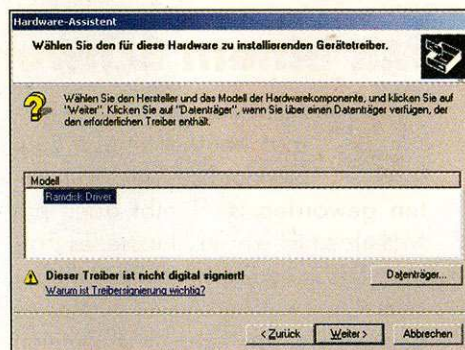 Hardware-Assistent
Wählen Sie den für diese Hardware zu installierenden Gerätetreiber.
Wählen Sie den Hersteller und das Modell der Hardwarekomponente, und klicken Sie auf
"Weiter". Klicken Sie auf "Datenträger", wenn Sie über einen Datenträger verfügen, der
den erforderlichen Treiber enthält.
Modell
Ramdisk Driver
Dieser Treiber ist nicht digital signiert!
Warum ist Treibersignierung wichtig?
Datenträger...
< Zurück
Weiter >
Abbrechen